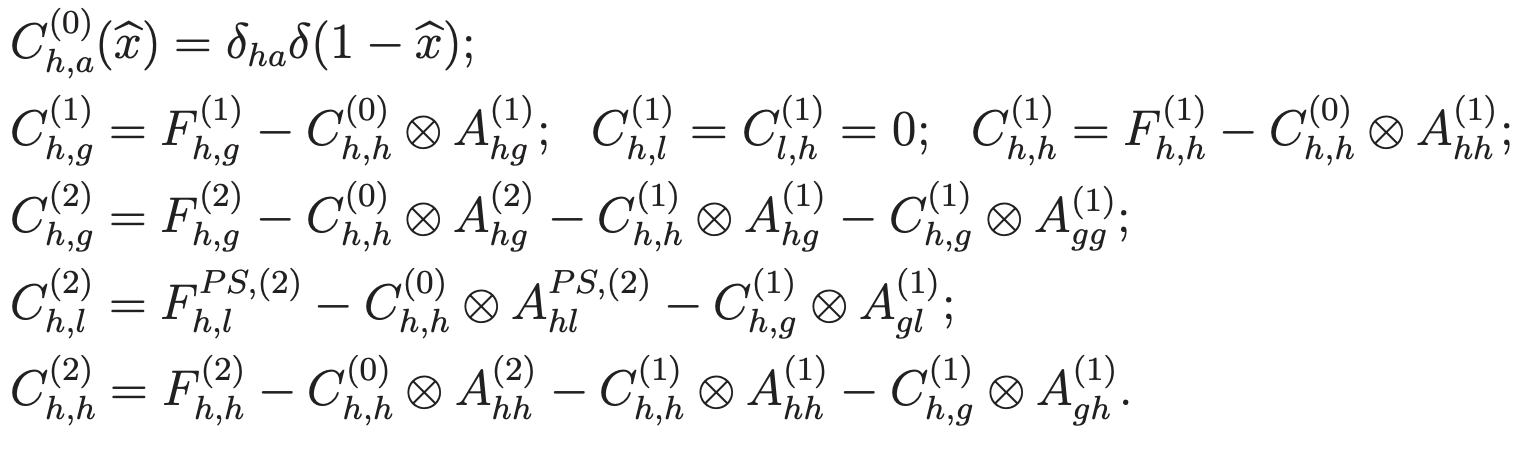 $C_{h,a}^{(0)}(\widehat{x}) = \delta_{ha}\delta(1-\widehat{x});$
$C_{h,g}^{(1)} = F_{h,g}^{(1)} - C_{h,h}^{(0)} \otimes A_{hg}^{(1)}; \quad C_{h,l}^{(1)} = C_{l,h}^{(1)} = 0; \quad C_{h,h}^{(1)} = F_{h,h}^{(1)} - C_{h,h}^{(0)} \otimes A_{hh}^{(1)};$
$C_{h,g}^{(2)} = F_{h,g}^{(2)} - C_{h,h}^{(0)} \otimes A_{hg}^{(2)} - C_{h,h}^{(1)} \otimes A_{hg}^{(1)} - C_{h,g}^{(1)} \otimes A_{gg}^{(1)};$
$C_{h,l}^{(2)} = F_{h,l}^{PS,(2)} - C_{h,h}^{(0)} \otimes A_{hl}^{PS,(2)} - C_{h,g}^{(1)} \otimes A_{gl}^{(1)};$
$C_{h,h}^{(2)} = F_{h,h}^{(2)} - C_{h,h}^{(0)} \otimes A_{hh}^{(2)} - C_{h,h}^{(1)} \otimes A_{hh}^{(1)} - C_{h,g}^{(1)} \otimes A_{gh}^{(1)}.$